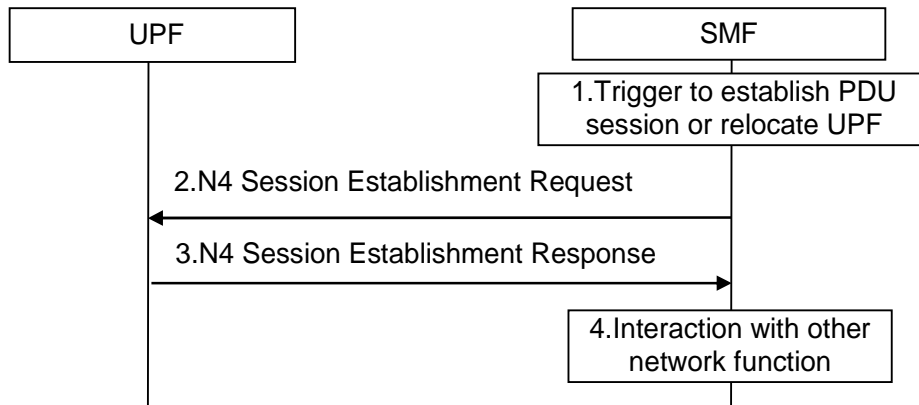 UPF
SMF
1.Trigger to establish PDU
session or relocate UPF
2.N4 Session Establishment Request
3.N4 Session Establishment Response
4.Interaction with other
network function